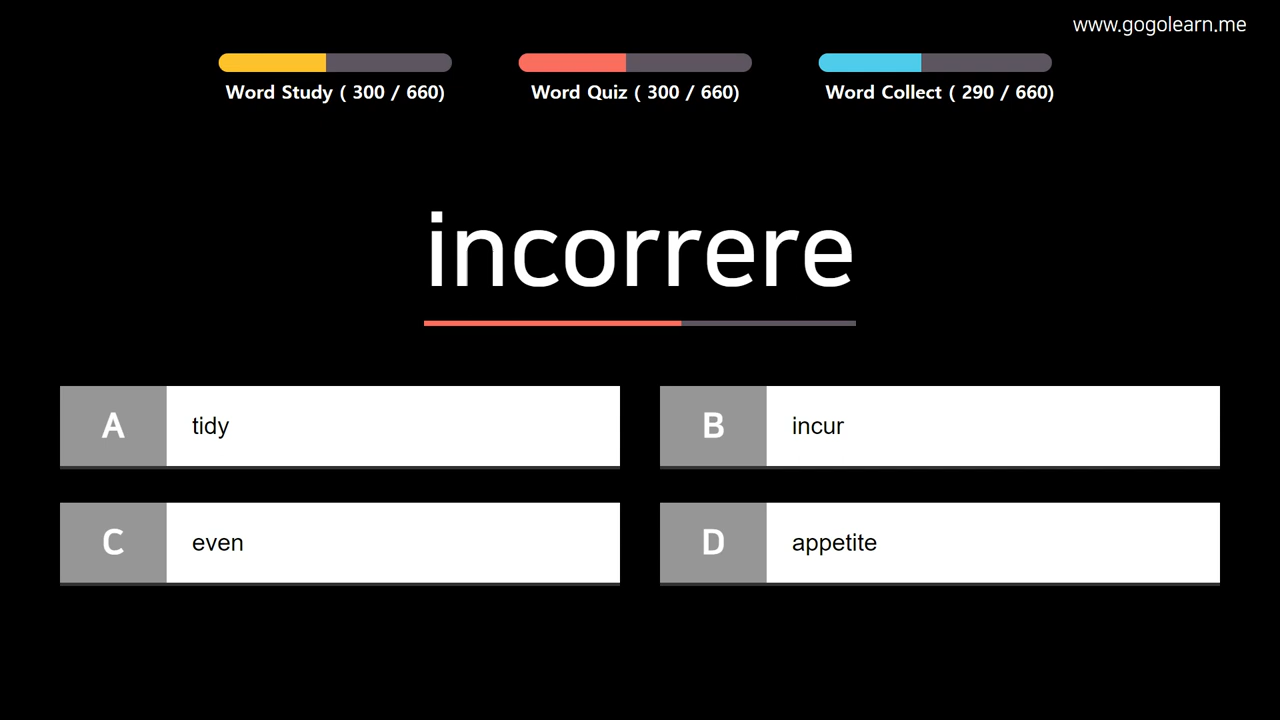 www.gogolearn.me
Word Study ( 300 / 660)
Word Quiz ( 300 / 660)
Word Collect ( 290 / 660)
incorrere
A tidy
B incur
C even
D appetite